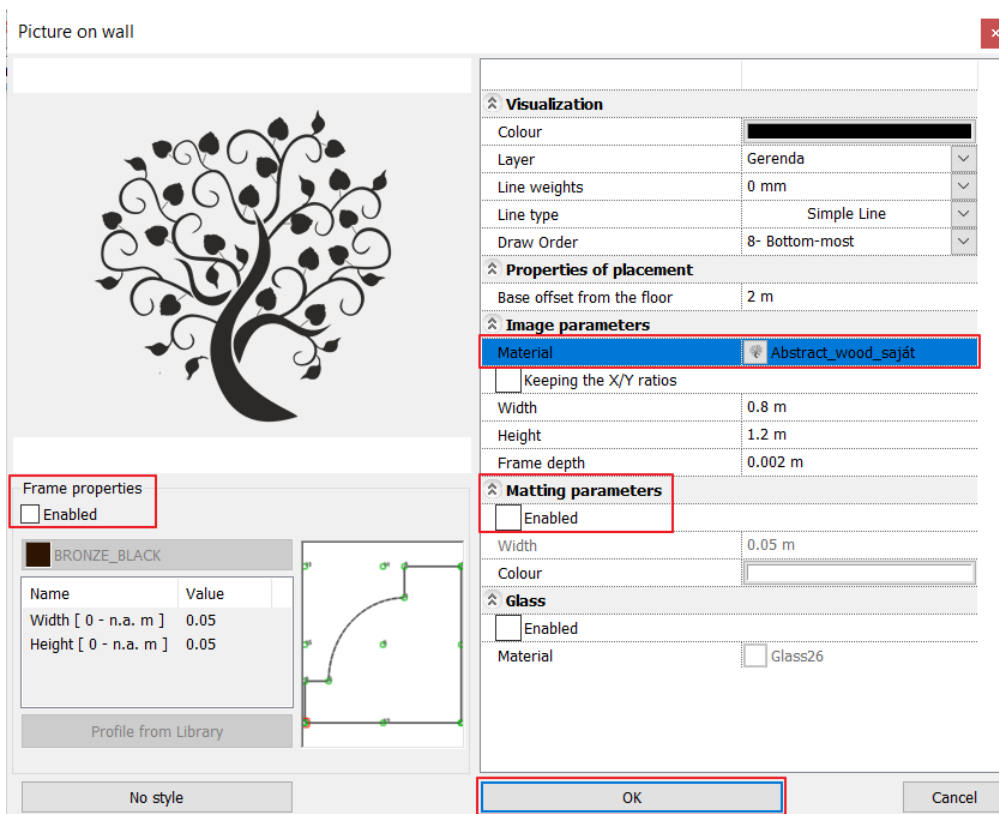 Picture on wall
Visualization
Colour
Layer Gerenda
Line weights 0 mm
Line type Simple Line
Draw Order 8- Bottom-most
Properties of placement
Base offset from the floor 2 m
Image parameters
Material Abstract_wood_saját
Keeping the X/Y ratios
Width 0.8 m
Height 1.2 m
Frame depth 0.002 m
Matting parameters
Enabled
Width 0.05 m
Colour
Glass
Enabled
Material Glass26
Frame properties
Enabled
BRONZE_BLACK
Name Value
Width [ 0 - n.a. m ] 0.05
Height [ 0 - n.a. m ] 0.05
Profile from Library
No style
OK
Cancel